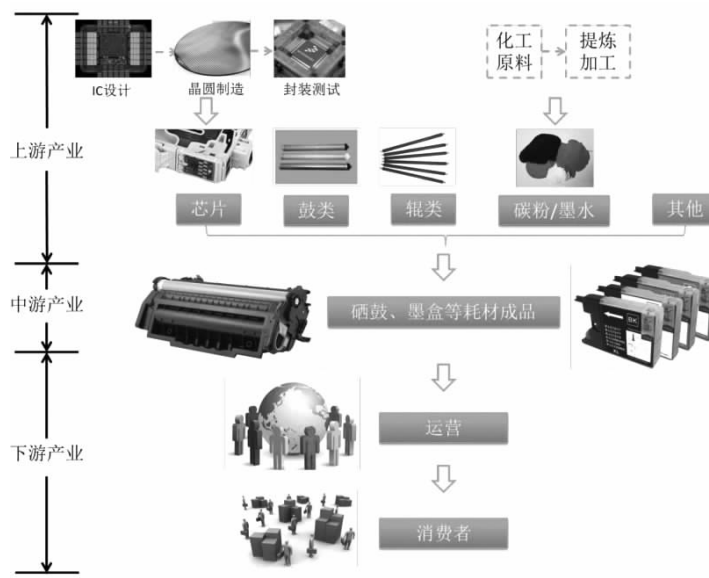 化工
原料
提炼
加工
IC设计
晶圆制造
封装测试
上游产业
芯片
鼓类
辊类
碳粉/墨水
其他
中游产业
硒鼓、墨盒等耗材成品
BK
运营
下游产业
消费者